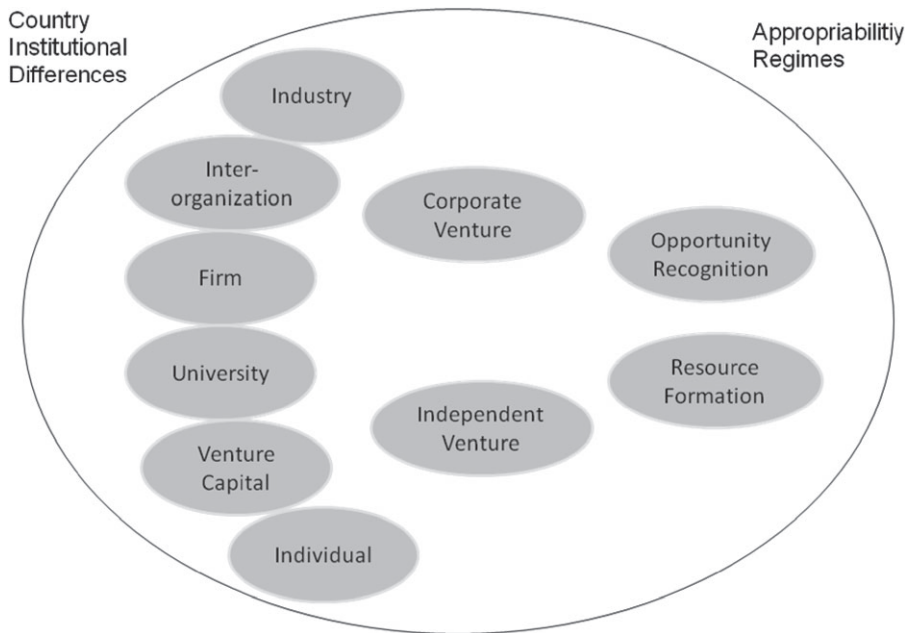 Country
Institutional
Differences
Appropriabilitiy
Regimes
Industry
Inter-
organization
Firm
University
Venture
Capital
Individual
Corporate
Venture
Independent
Venture
Opportunity
Recognition
Resource
Formation